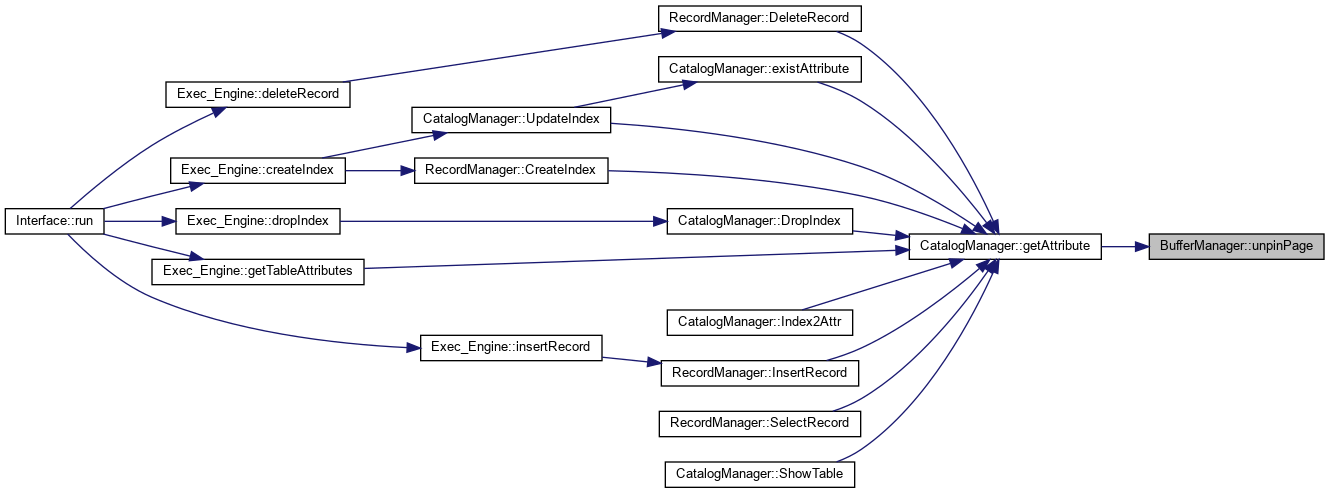 RecordManager::DeleteRecord
CatalogManager::existAttribute
Exec_Engine::deleteRecord
CatalogManager::UpdateIndex
Exec_Engine::createIndex
RecordManager::CreateIndex
Interface::run
Exec_Engine::dropIndex
CatalogManager::DropIndex
CatalogManager::getAttribute
BufferManager::unpinPage
Exec_Engine::getTableAttributes
CatalogManager::Index2Attr
Exec_Engine::insertRecord
RecordManager::InsertRecord
RecordManager::SelectRecord
CatalogManager::ShowTable